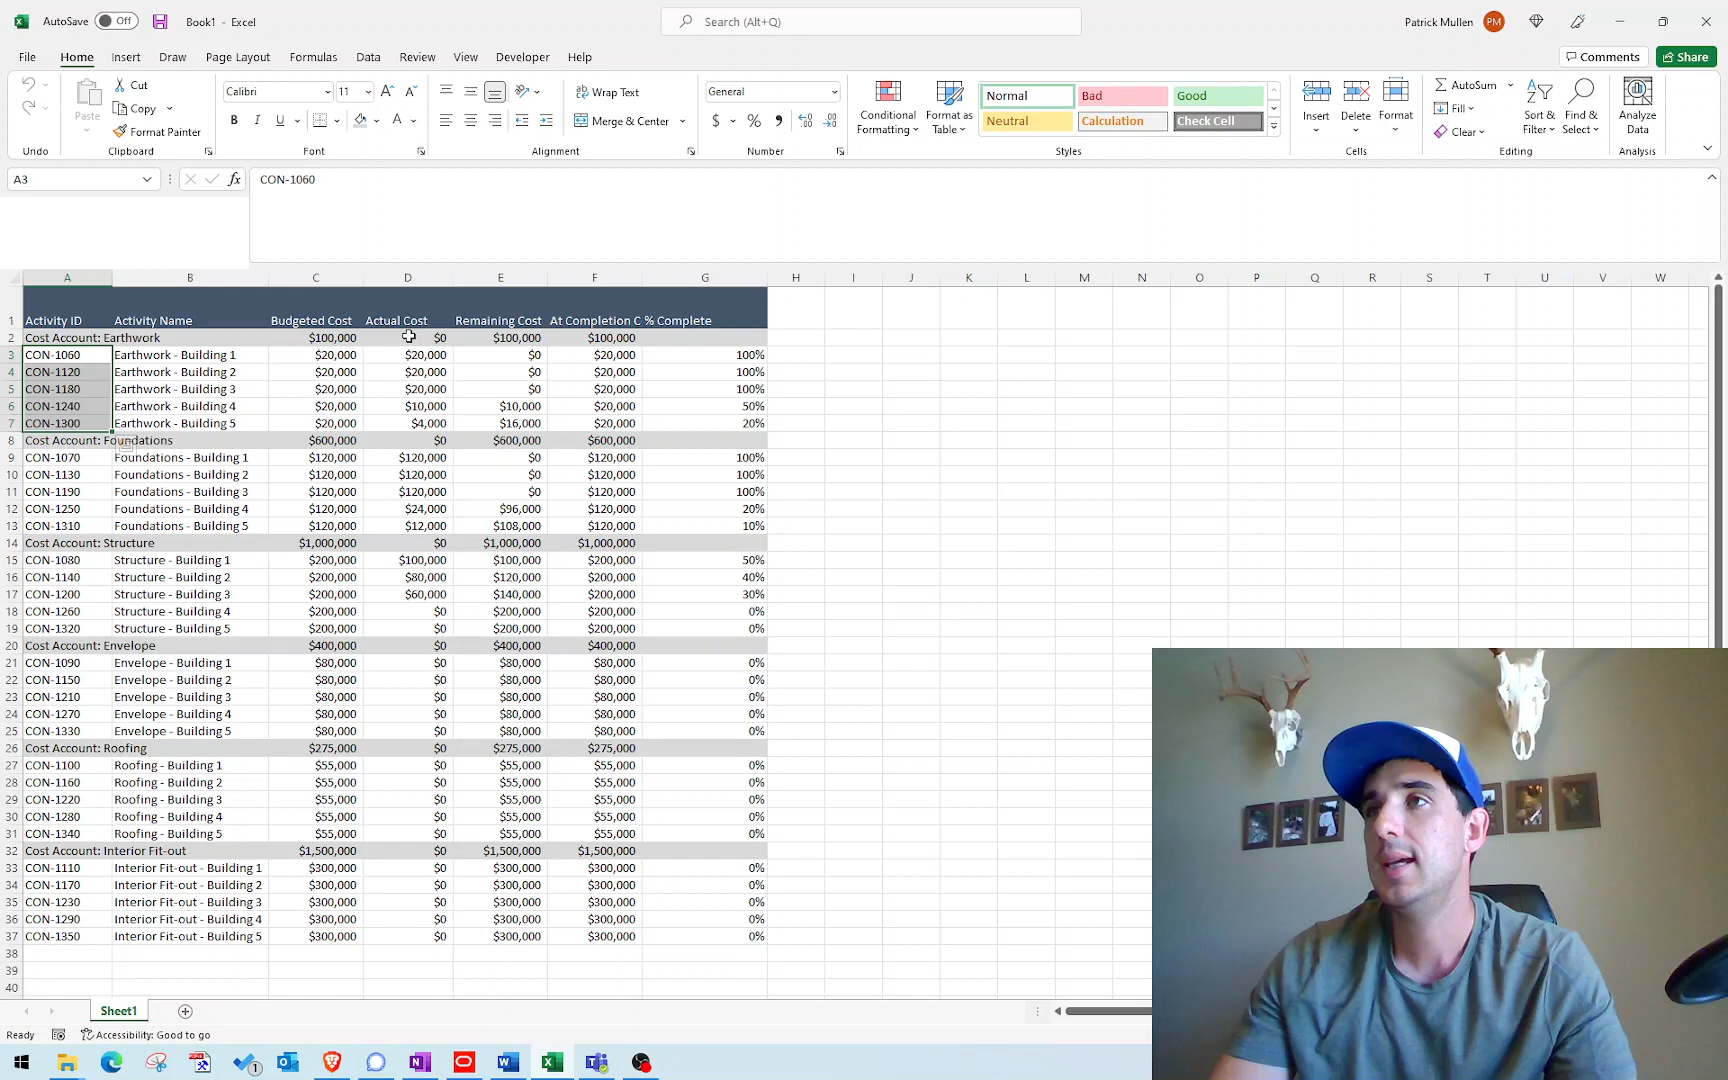 AutoSave Off Book1 - Excel Search (Alt+Q) Patrick Mullen PM
File Home Insert Draw Page Layout Formulas Data Review View Developer Help Comments Share
Cut Calibri 11 Wrap Text General Normal Bad Good AutoSum
Paste Copy Conditional Formatting Format as Table Insert Delete Format Fill Sort & Filter Find & Select Analyze Data
Format Painter B I U Merge & Center $ % Neutral Calculation Check Cell Clear
Undo Clipboard Font Alignment Number Styles Cells Editing Analysis
A3 fx CON-1060
A B C D E F G H I J K L M N O P Q R S T U V W
1 Activity ID Activity Name Budgeted Cost Actual Cost Remaining Cost At Completion C % Complete
2 Cost Account: Earthwork $100,000 $0 $100,000 $100,000
3 CON-1060 Earthwork - Building 1 $20,000 $20,000 $0 $20,000 100%
4 CON-1120 Earthwork - Building 2 $20,000 $20,000 $0 $20,000 100%
5 CON-1180 Earthwork - Building 3 $20,000 $20,000 $0 $20,000 100%
6 CON-1240 Earthwork - Building 4 $20,000 $10,000 $10,000 $20,000 50%
7 CON-1300 Earthwork - Building 5 $20,000 $4,000 $16,000 $20,000 20%
8 Cost Account: Foundations $600,000 $0 $600,000 $600,000
9 CON-1070 Foundations - Building 1 $120,000 $120,000 $0 $120,000 100%
10 CON-1130 Foundations - Building 2 $120,000 $120,000 $0 $120,000 100%
11 CON-1190 Foundations - Building 3 $120,000 $120,000 $0 $120,000 100%
12 CON-1250 Foundations - Building 4 $120,000 $24,000 $96,000 $120,000 20%
13 CON-1310 Foundations - Building 5 $120,000 $12,000 $108,000 $120,000 10%
14 Cost Account: Structure $1,000,000 $0 $1,000,000 $1,000,000
15 CON-1080 Structure - Building 1 $200,000 $100,000 $100,000 $200,000 50%
16 CON-1140 Structure - Building 2 $200,000 $80,000 $120,000 $200,000 40%
17 CON-1200 Structure - Building 3 $200,000 $60,000 $140,000 $200,000 30%
18 CON-1260 Structure - Building 4 $200,000 $0 $200,000 $200,000 0%
19 CON-1320 Structure - Building 5 $200,000 $0 $200,000 $200,000 0%
20 Cost Account: Envelope $400,000 $0 $400,000 $400,000
21 CON-1090 Envelope - Building 1 $80,000 $0 $80,000 $80,000 0%
22 CON-1150 Envelope - Building 2 $80,000 $0 $80,000 $80,000 0%
23 CON-1210 Envelope - Building 3 $80,000 $0 $80,000 $80,000 0%
24 CON-1270 Envelope - Building 4 $80,000 $0 $80,000 $80,000 0%
25 CON-1330 Envelope - Building 5 $80,000 $0 $80,000 $80,000 0%
26 Cost Account: Roofing $275,000 $0 $275,000 $275,000
27 CON-1100 Roofing - Building 1 $55,000 $0 $55,000 $55,000 0%
28 CON-1160 Roofing - Building 2 $55,000 $0 $55,000 $55,000 0%
29 CON-1220 Roofing - Building 3 $55,000 $0 $55,000 $55,000 0%
30 CON-1280 Roofing - Building 4 $55,000 $0 $55,000 $55,000 0%
31 CON-1340 Roofing - Building 5 $55,000 $0 $55,000 $55,000 0%
32 Cost Account: Interior Fit-out $1,500,000 $0 $1,500,000 $1,500,000
33 CON-1110 Interior Fit-out - Building 1 $300,000 $0 $300,000 $300,000 0%
34 CON-1170 Interior Fit-out - Building 2 $300,000 $0 $300,000 $300,000 0%
35 CON-1230 Interior Fit-out - Building 3 $300,000 $0 $300,000 $300,000 0%
36 CON-1290 Interior Fit-out - Building 4 $300,000 $0 $300,000 $300,000 0%
37 CON-1350 Interior Fit-out - Building 5 $300,000 $0 $300,000 $300,000 0%
38
39
40
Sheet1
Ready Accessibility: Good to go